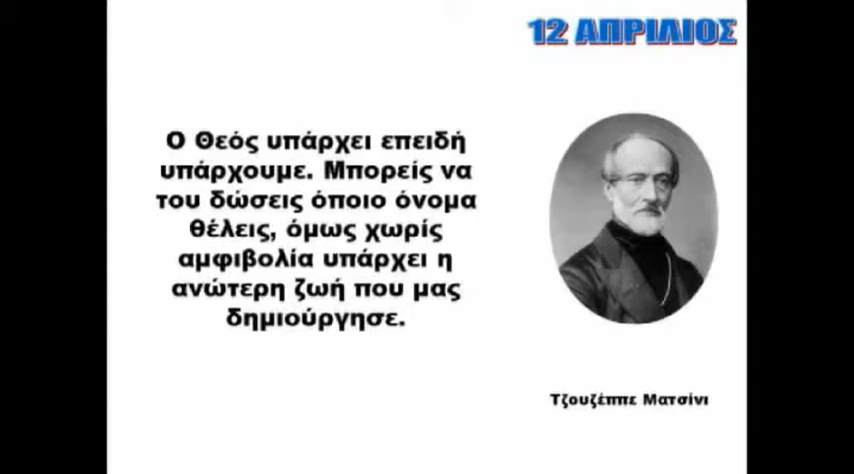 12 ΑΠΡΙΛΙΟΣ
Ο Θεός υπάρχει επειδή
υπάρχουμε. Μπορείς να
του δώσεις όποιο όνομα
θέλεις, όμως χωρίς
αμφιβολία υπάρχει η
ανώτερη ζωή που μας
δημιούργησε.
Τζουζέππε Ματσίνι